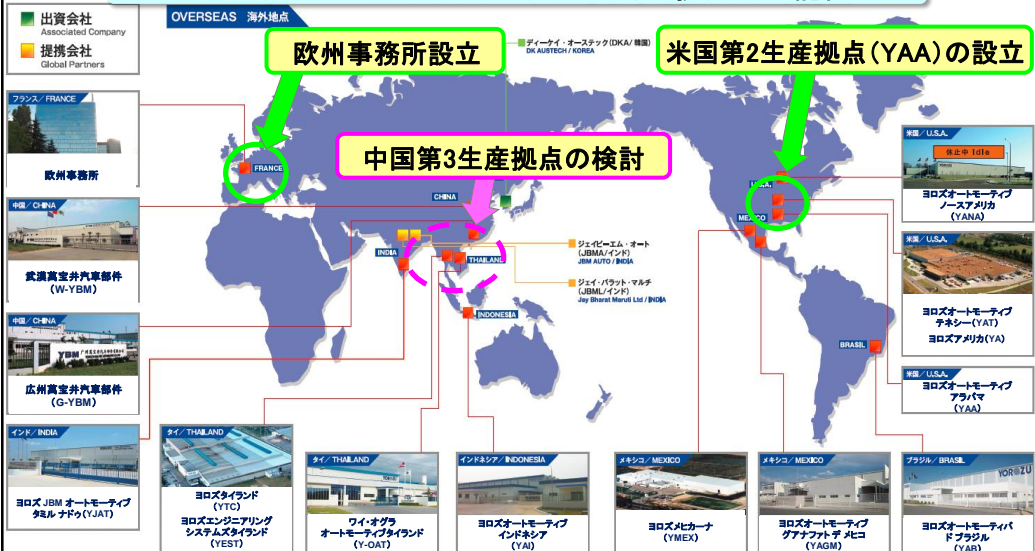 出資会社
Associated Company
提携会社
Global Partners
OVERSEAS 海外地点
欧州事務所設立
ディーケイ・オーステック(DKA/韓国)
DK AUSTECH / KOREA
米国第2生産拠点(YAA)の設立
中国第3生産拠点の検討
フランス/FRANCE
欧州事務所
中国/CHINA
武漢萬宝井汽車部件
(W-YBM)
中国/CHINA
YBM
広州萬宝井汽車部件
(G-YBM)
インド/INDIA
ヨロズ JBM オートモーティブ
タミル ナドゥ(YJAT)
FRANCE
CHINA
INDIA
THAILAND
INDONESIA
U.S.A.
MEXICO
BRASIL
ジェイビーエム・オート
(JBMA/インド)
JBM AUTO / INDIA
ジェイ・バラット・マルチ
(JBML/インド)
Jay Bharat Maruti Ltd / INDIA
米国/U.S.A.
休止中 Idle
ヨロズオートモーティブ
ノースアメリカ
(YANA)
米国/U.S.A.
ヨロズオートモーティブ
テネシー(YAT)
ヨロズアメリカ(YA)
米国/U.S.A.
ヨロズオートモーティブ
アラバマ
(YAA)
タイ/THAILAND
ヨロズタイランド
(YTC)
ヨロズエンジニアリング
システムズタイランド
(YEST)
タイ/THAILAND
ワイ・オグラ
オートモーティブタイランド
(Y-OAT)
インドネシア/INDONESIA
ヨロズオートモーティブ
インドネシア
(YAI)
メキシコ/MEXICO
ヨロズメヒカーナ
(YMEX)
メキシコ/MEXICO
ヨロズオートモーティブ
グアナファト デ メヒコ
(YAGM)
ブラジル/BRASIL
YOROZU
ヨロズオートモーティバ
ド ブラジル
(YAB)